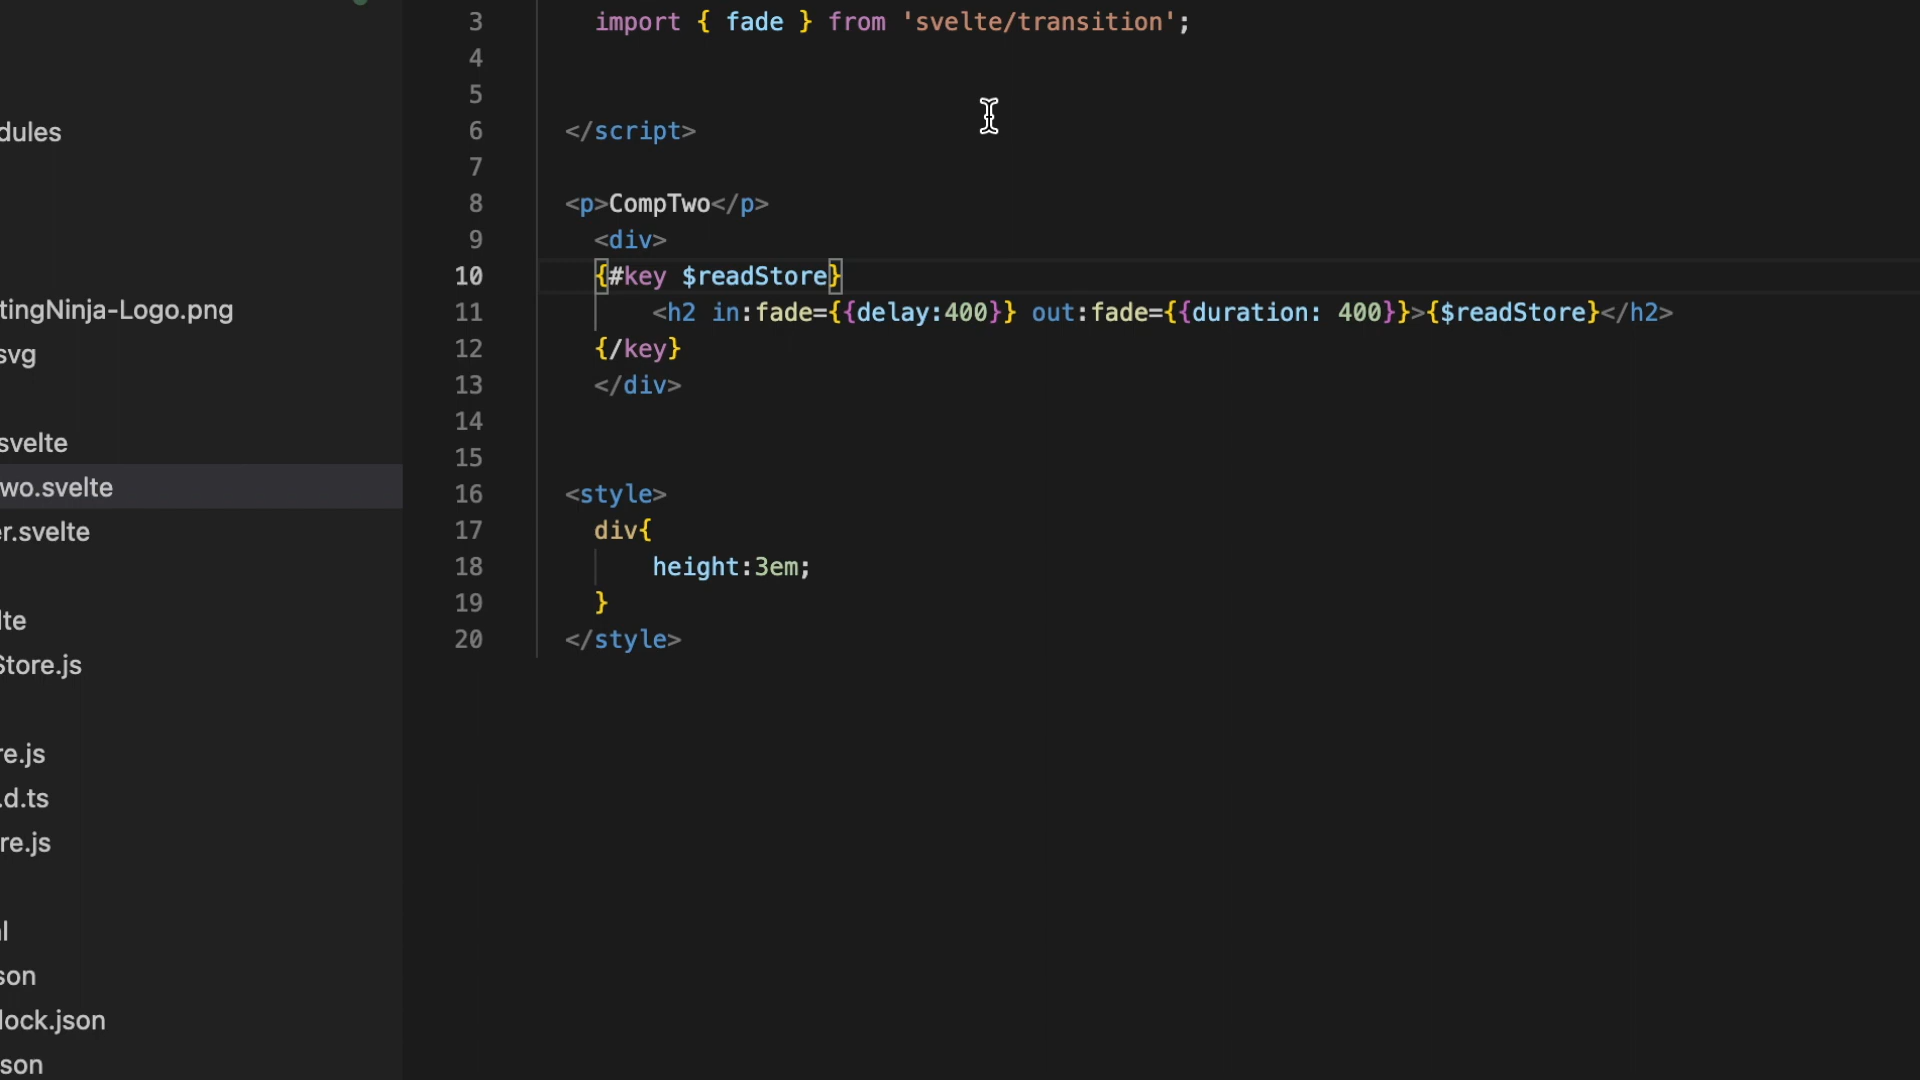 dules
tingNinja-Logo.png
svg
svelte
wo.svelte
er.svelte
lte
Store.js
re.js
.d.ts
re.js
l
son
lock.json
son
3 import { fade } from 'svelte/transition';
4
5
6 </script>
7
8 <p>CompTwo</p>
9 <div>
10 {#key $readStore}
11 <h2 in:fade={{delay:400}} out:fade={{duration: 400}}>{$readStore}</h2>
12 {/key}
13 </div>
14
15
16 <style>
17 div{
18 height:3em;
19 }
20 </style>